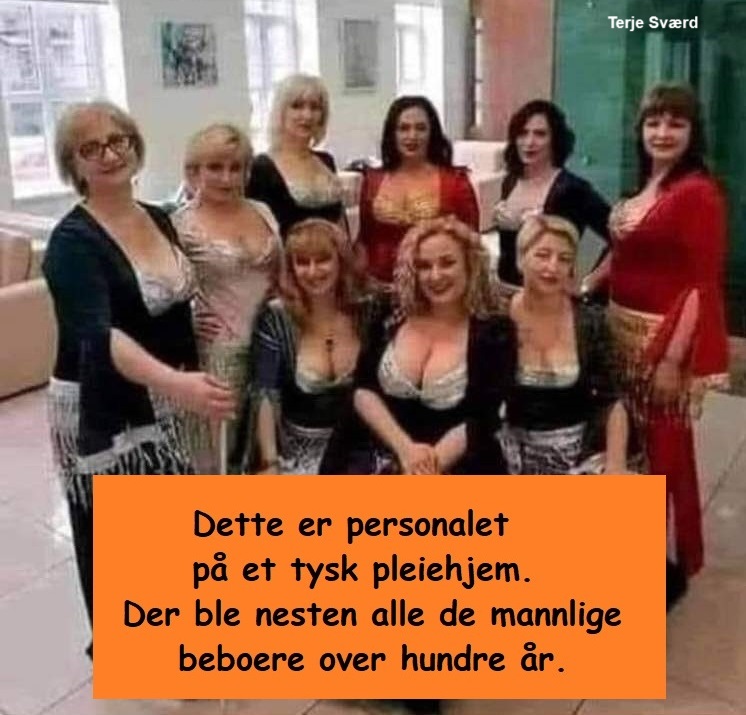 Terje Sværd
Dette er personalet
på et tysk pleiehjem.
Der ble nesten alle de mannlige
beboere over hundre år.